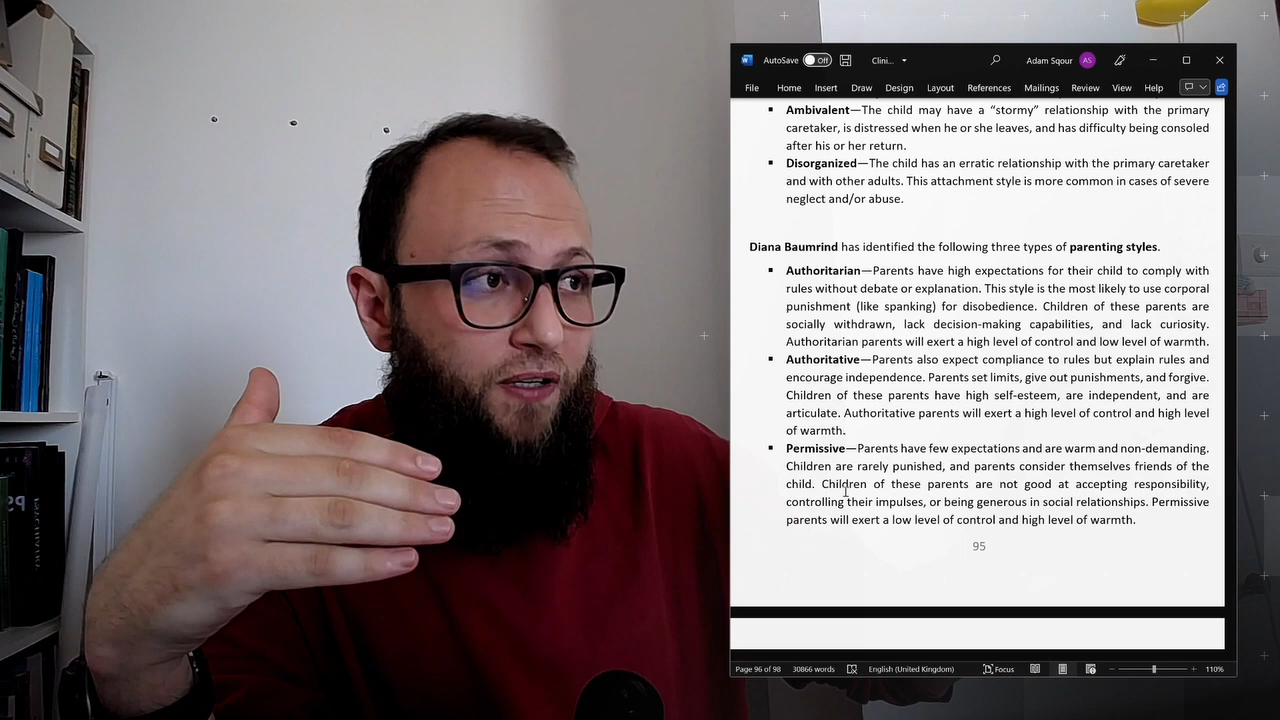 AutoSave Off Clini... Adam Sqour AS
File Home Insert Draw Design Layout References Mailings Review View Help
▪ Ambivalent—The child may have a “stormy” relationship with the primary
caretaker, is distressed when he or she leaves, and has difficulty being consoled
after his or her return.
▪ Disorganized—The child has an erratic relationship with the primary caretaker
and with other adults. This attachment style is more common in cases of severe
neglect and/or abuse.
Diana Baumrind has identified the following three types of parenting styles.
▪ Authoritarian—Parents have high expectations for their child to comply with
rules without debate or explanation. This style is the most likely to use corporal
punishment (like spanking) for disobedience. Children of these parents are
socially withdrawn, lack decision-making capabilities, and lack curiosity.
Authoritarian parents will exert a high level of control and low level of warmth.
▪ Authoritative—Parents also expect compliance to rules but explain rules and
encourage independence. Parents set limits, give out punishments, and forgive.
Children of these parents have high self-esteem, are independent, and are
articulate. Authoritative parents will exert a high level of control and high level
of warmth.
▪ Permissive—Parents have few expectations and are warm and non-demanding.
Children are rarely punished, and parents consider themselves friends of the
child. Children of these parents are not good at accepting responsibility,
controlling their impulses, or being generous in social relationships. Permissive
parents will exert a low level of control and high level of warmth.
95
Page 96 of 98 30866 words English (United Kingdom) Focus 110%